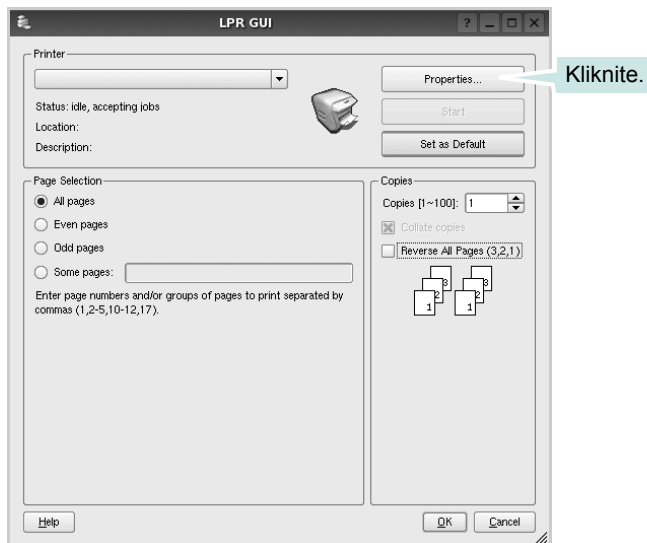 LPR GUI
Printer
Properties...
Kliknite.
Status: idle, accepting jobs
Start
Location:
Description:
Set as Default
Page Selection
Copies
All pages
Copies [1~100]: 1
Even pages
Collate copies
Odd pages
Reverse All Pages (3,2,1)
Some pages:
Enter page numbers and/or groups of pages to print separated by
commas (1,2-5,10-12,17).
3 3
2 2
1 1
Help
OK
Cancel